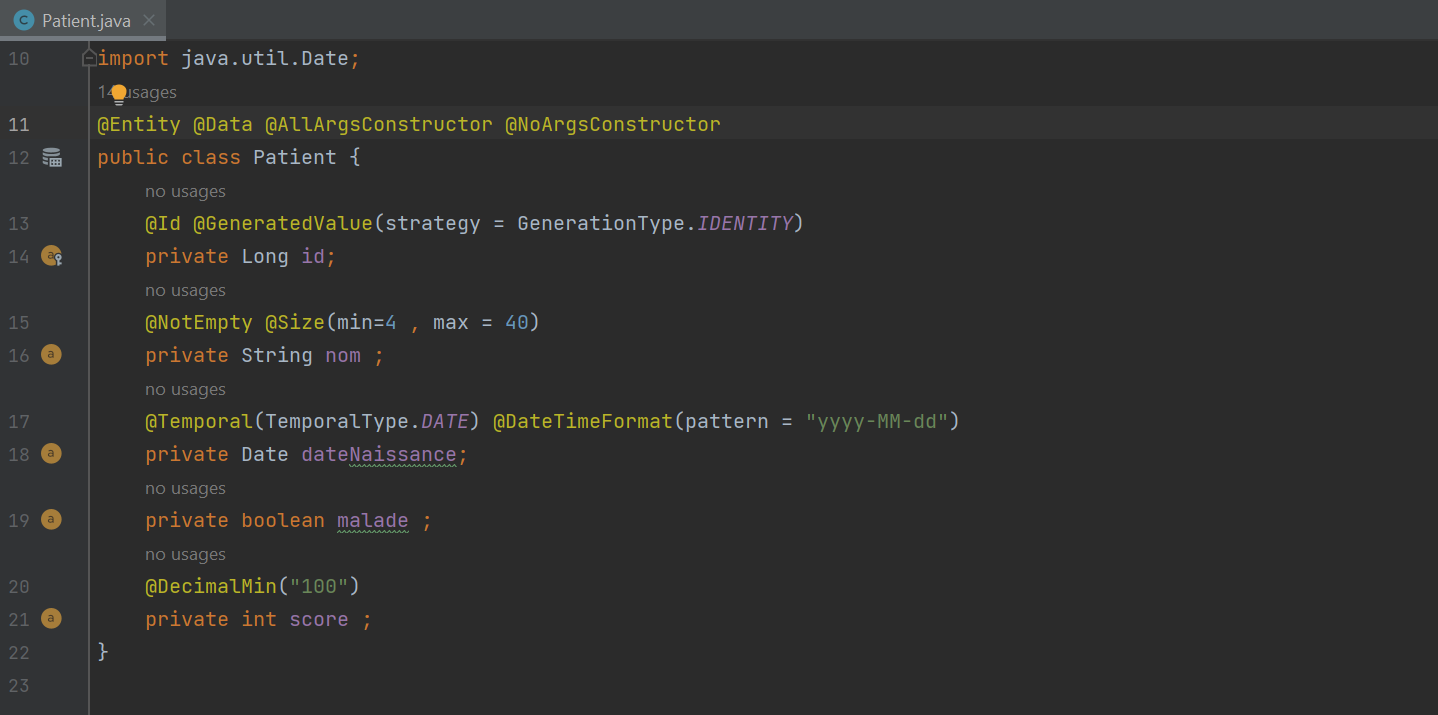 Patient.java
10 import java.util.Date;
14 usages
11 @Entity @Data @AllArgsConstructor @NoArgsConstructor
12 public class Patient {
no usages
13 @Id @GeneratedValue(strategy = GenerationType.IDENTITY)
14 private Long id;
no usages
15 @NotEmpty @Size(min=4 , max = 40)
16 private String nom ;
no usages
17 @Temporal(TemporalType.DATE) @DateTimeFormat(pattern = "yyyy-MM-dd")
18 private Date dateNaissance;
no usages
19 private boolean malade ;
no usages
20 @DecimalMin("100")
21 private int score ;
22 }
23